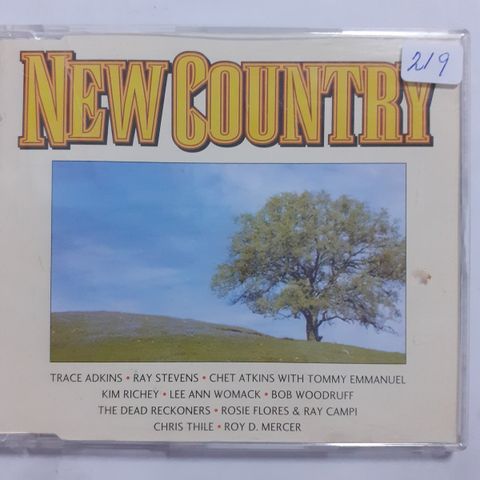 219
NEW COUNTRY
TRACE ADKINS • RAY STEVENS • CHET ATKINS WITH TOMMY EMMANUEL
KIM RICHEY • LEE ANN WOMACK • BOB WOODRUFF
THE DEAD RECKONERS • ROSIE FLORES & RAY CAMPI
CHRIS THILE • ROY D. MERCER